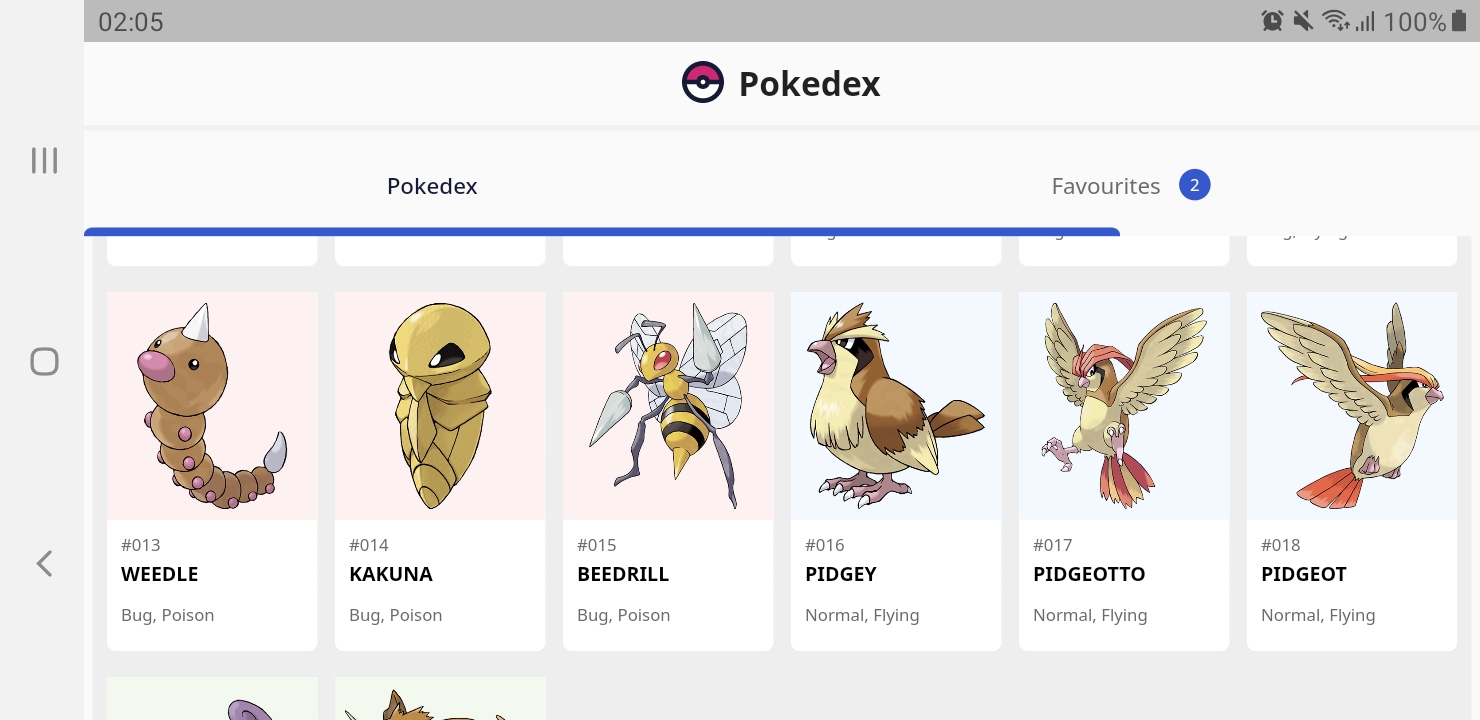 02:05
100%
Pokedex
Pokedex
Favourites 2
#013
WEEDLE
Bug, Poison
#014
KAKUNA
Bug, Poison
#015
BEEDRILL
Bug, Poison
#016
PIDGEY
Normal, Flying
#017
PIDGEOTTO
Normal, Flying
#018
PIDGEOT
Normal, Flying